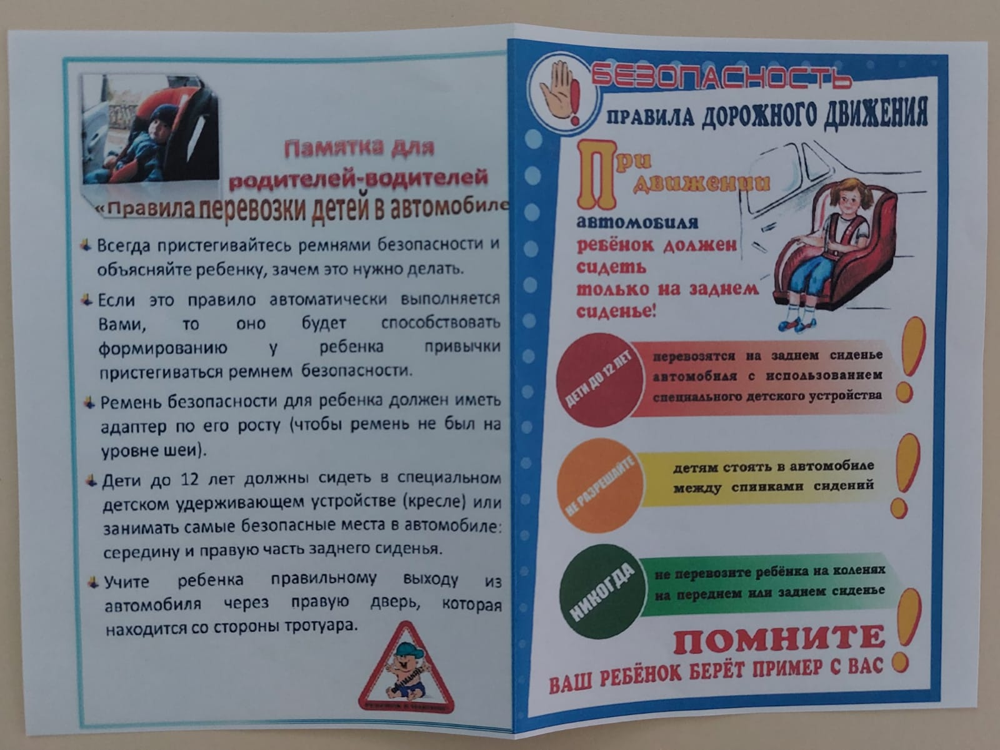 Памятка для
родителей-водителей
«Правила перевозки детей в автомобиле
Всегда пристегивайтесь ремнями безопасности и
объясняйте ребенку, зачем это нужно делать.
Если это правило автоматически выполняется
Вами, то оно будет способствовать
формированию у ребенка привычки
пристегиваться ремнем безопасности.
Ремень безопасности для ребенка должен иметь
адаптер по его росту (чтобы ремень не был на
уровне шеи).
Дети до 12 лет должны сидеть в специальном
детском удерживающем устройстве (кресле) или
занимать самые безопасные места в автомобиле:
середину и правую часть заднего сиденья.
Учите ребенка правильному выходу из
автомобиля через правую дверь, которая
находится со стороны тротуара.
БЕЗОПАСНОСТЬ
ПРАВИЛА ДОРОЖНОГО ДВИЖЕНИЯ
При
движении
автомобиля
ребёнок должен
сидеть
только на заднем
сиденье!
ДЕТИ ДО 12 ЛЕТ
перевозятся на заднем сиденье
автомобиля с использованием
специального детского устройства
НЕ РАЗРЕШАЙТЕ
детям стоять в автомобиле
между спинками сидений
НИКОГДА
не перевозите ребёнка на коленях
на переднем или заднем сиденье
ПОМНИТЕ
ВАШ РЕБЁНОК БЕРЁТ ПРИМЕР С ВАС